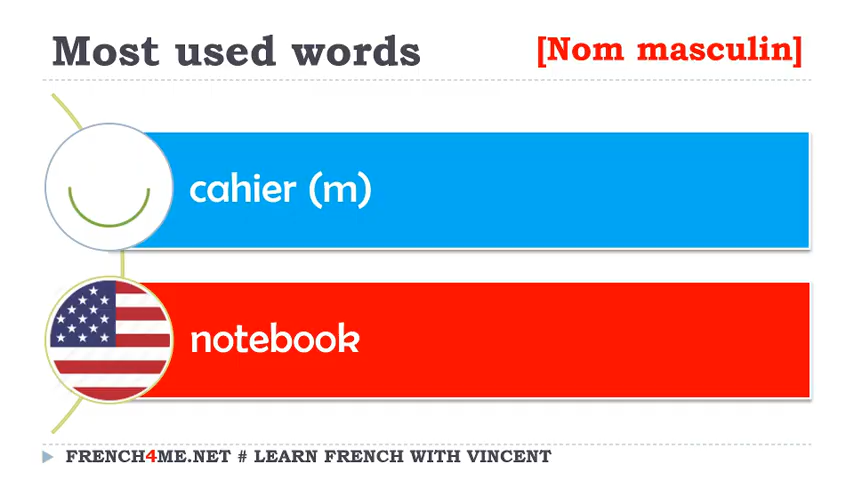 Most used words
[Nom masculin]
cahier (m)
notebook
FRENCH4ME.NET # LEARN FRENCH WITH VINCENT